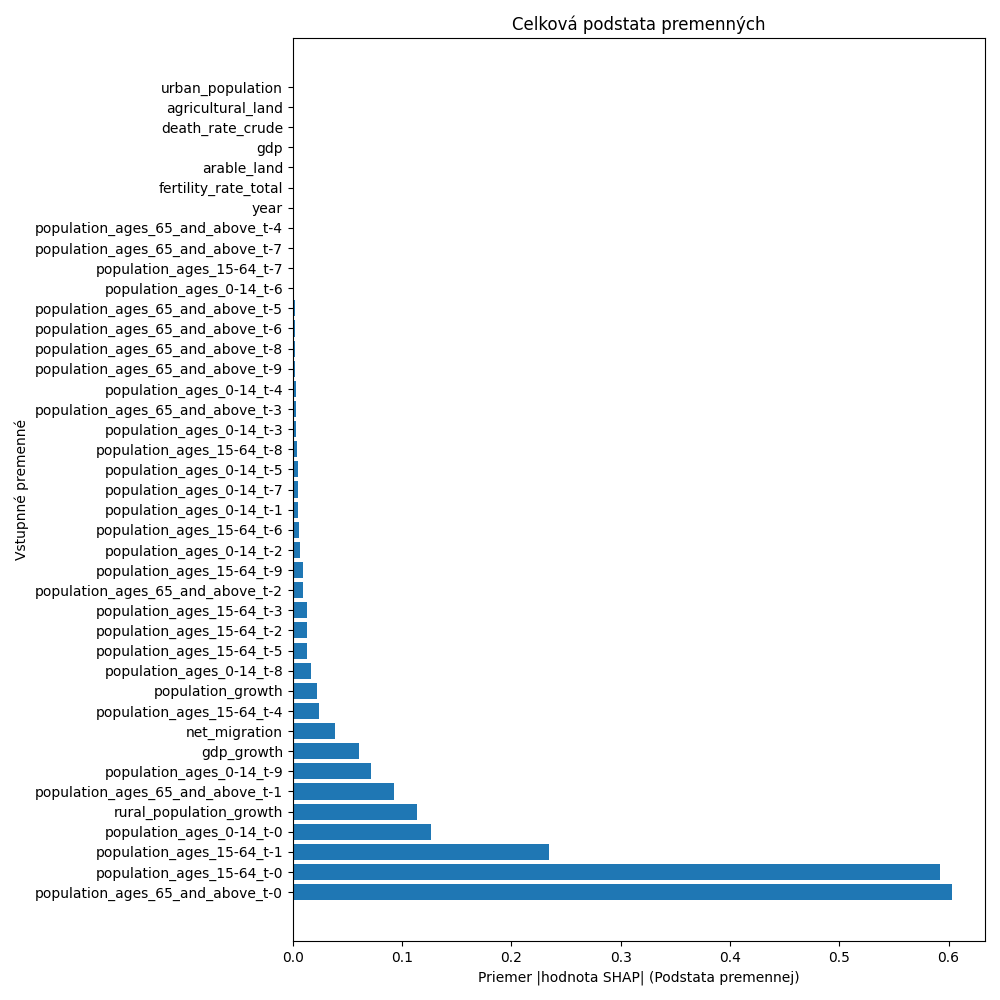 Celková podstata premenných
Vstupnné premenné
urban_population
agricultural_land
death_rate_crude
gdp
arable_land
fertility_rate_total
year
population_ages_65_and_above_t-4
population_ages_65_and_above_t-7
population_ages_15-64_t-7
population_ages_0-14_t-6
population_ages_65_and_above_t-5
population_ages_65_and_above_t-6
population_ages_65_and_above_t-8
population_ages_65_and_above_t-9
population_ages_0-14_t-4
population_ages_65_and_above_t-3
population_ages_0-14_t-3
population_ages_15-64_t-8
population_ages_0-14_t-5
population_ages_0-14_t-7
population_ages_0-14_t-1
population_ages_15-64_t-6
population_ages_0-14_t-2
population_ages_15-64_t-9
population_ages_65_and_above_t-2
population_ages_15-64_t-3
population_ages_15-64_t-2
population_ages_15-64_t-5
population_ages_0-14_t-8
population_growth
population_ages_15-64_t-4
net_migration
gdp_growth
population_ages_0-14_t-9
population_ages_65_and_above_t-1
rural_population_growth
population_ages_0-14_t-0
population_ages_15-64_t-1
population_ages_15-64_t-0
population_ages_65_and_above_t-0
0.0 0.1 0.2 0.3 0.4 0.5 0.6
Priemer |hodnota SHAP| (Podstata premennej)